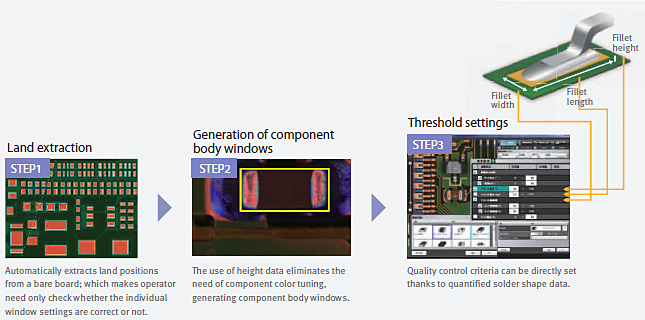 Fillet
height
Fillet
width
Fillet
length
Land extraction
STEP1
Automatically extracts land positions
from a bare board; which makes operator
need only check whether the individual
window settings are correct or not.
Generation of component
body windows
STEP2
The use of height data eliminates the
need of component color tuning,
generating component body windows.
Threshold settings
STEP3
Quality control criteria can be directly set
thanks to quantified solder shape data.